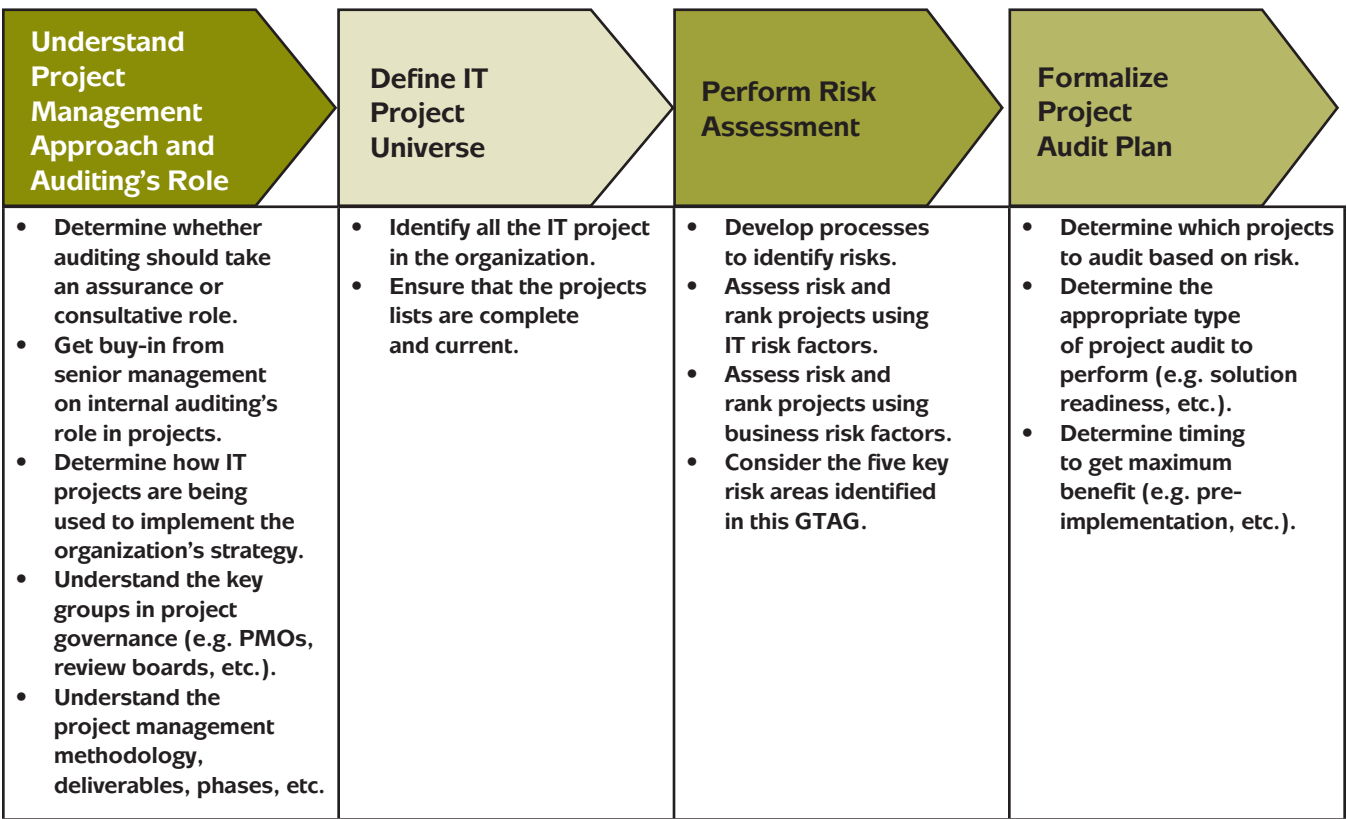 Understand
Project
Management
Approach and
Auditing’s Role
Define IT
Project
Universe
Perform Risk
Assessment
Formalize
Project
Audit Plan
• Determine whether
auditing should take
an assurance or
consultative role.
• Get buy-in from
senior management
on internal auditing’s
role in projects.
• Determine how IT
projects are being
used to implement the
organization’s strategy.
• Understand the key
groups in project
governance (e.g. PMOs,
review boards, etc.).
• Understand the
project management
methodology,
deliverables, phases, etc.
• Identify all the IT project
in the organization.
• Ensure that the projects
lists are complete
and current.
• Develop processes
to identify risks.
• Assess risk and
rank projects using
IT risk factors.
• Assess risk and
rank projects using
business risk factors.
• Consider the five key
risk areas identified
in this GTAG.
• Determine which projects
to audit based on risk.
• Determine the
appropriate type
of project audit to
perform (e.g. solution
readiness, etc.).
• Determine timing
to get maximum
benefit (e.g. pre-
implementation, etc.).